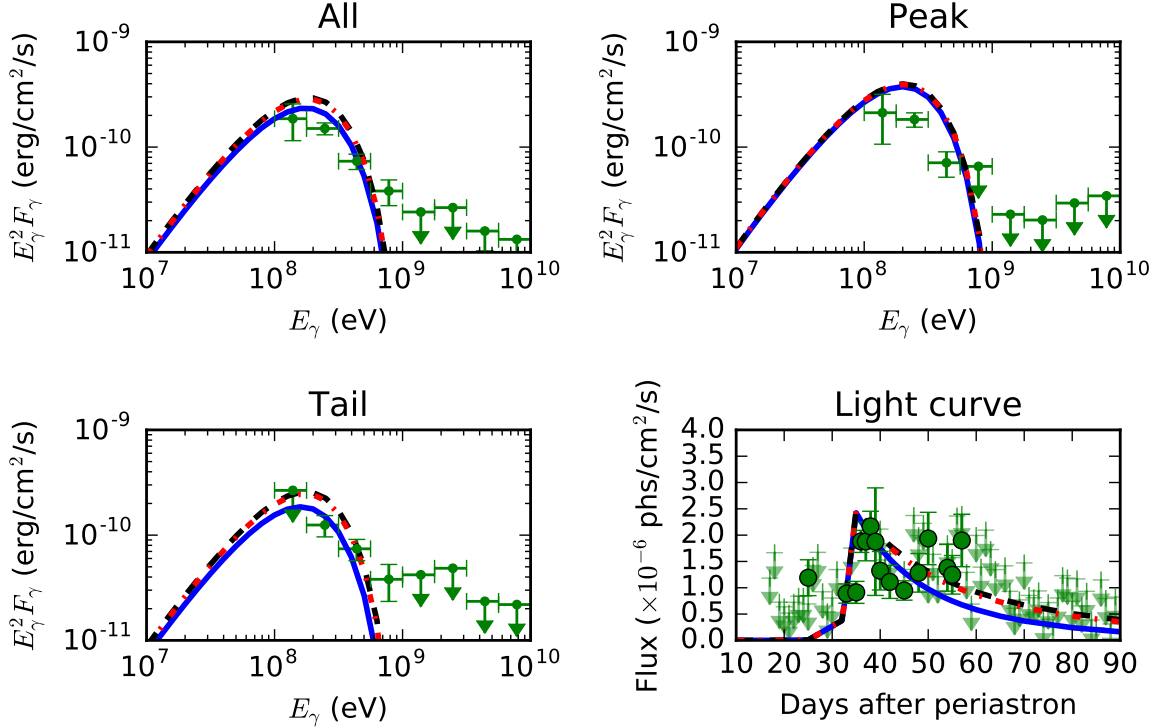 All
E_γ^2 F_γ (erg/cm^2/s)
10^-9
10^-10
10^-11
10^7 10^8 10^9 10^10
E_γ (eV)
Peak
E_γ^2 F_γ (erg/cm^2/s)
10^-9
10^-10
10^-11
10^7 10^8 10^9 10^10
E_γ (eV)
Tail
E_γ^2 F_γ (erg/cm^2/s)
10^-9
10^-10
10^-11
10^7 10^8 10^9 10^10
E_γ (eV)
Light curve
Flux (×10^-6 phs/cm^2/s)
4.0
3.5
3.0
2.5
2.0
1.5
1.0
0.5
0.0
10 20 30 40 50 60 70 80 90
Days after periastron